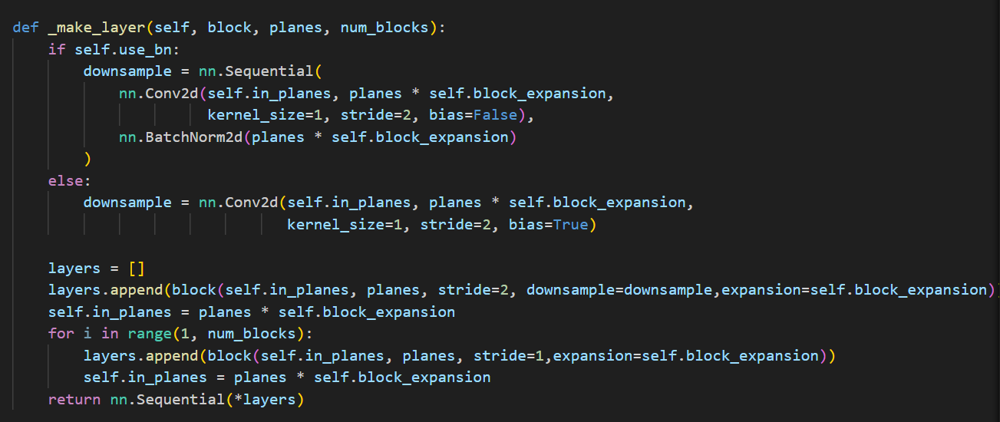 def _make_layer(self, block, planes, num_blocks):
    if self.use_bn:
        downsample = nn.Sequential(
            nn.Conv2d(self.in_planes, planes * self.block_expansion,
                      kernel_size=1, stride=2, bias=False),
            nn.BatchNorm2d(planes * self.block_expansion)
        )
    else:
        downsample = nn.Conv2d(self.in_planes, planes * self.block_expansion,
                               kernel_size=1, stride=2, bias=True)

    layers = []
    layers.append(block(self.in_planes, planes, stride=2, downsample=downsample,expansion=self.block_expansion))
    self.in_planes = planes * self.block_expansion
    for i in range(1, num_blocks):
        layers.append(block(self.in_planes, planes, stride=1,expansion=self.block_expansion))
        self.in_planes = planes * self.block_expansion
    return nn.Sequential(*layers)